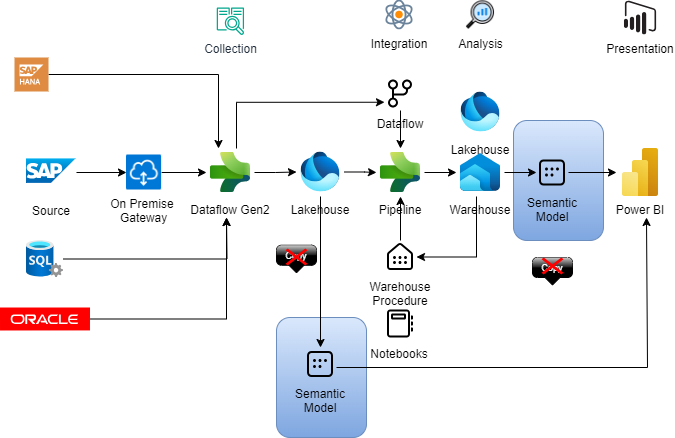 Collection
Integration
Analysis
Presentation
SAP
HANA
Dataflow
Lakehouse
SAP
Source
On Premise
Gateway
Dataflow Gen2
Lakehouse
Pipeline
Warehouse
Semantic
Model
Power BI
SQL
Copy
Copy
Warehouse
Procedure
ORACLE
Notebooks
Semantic
Model